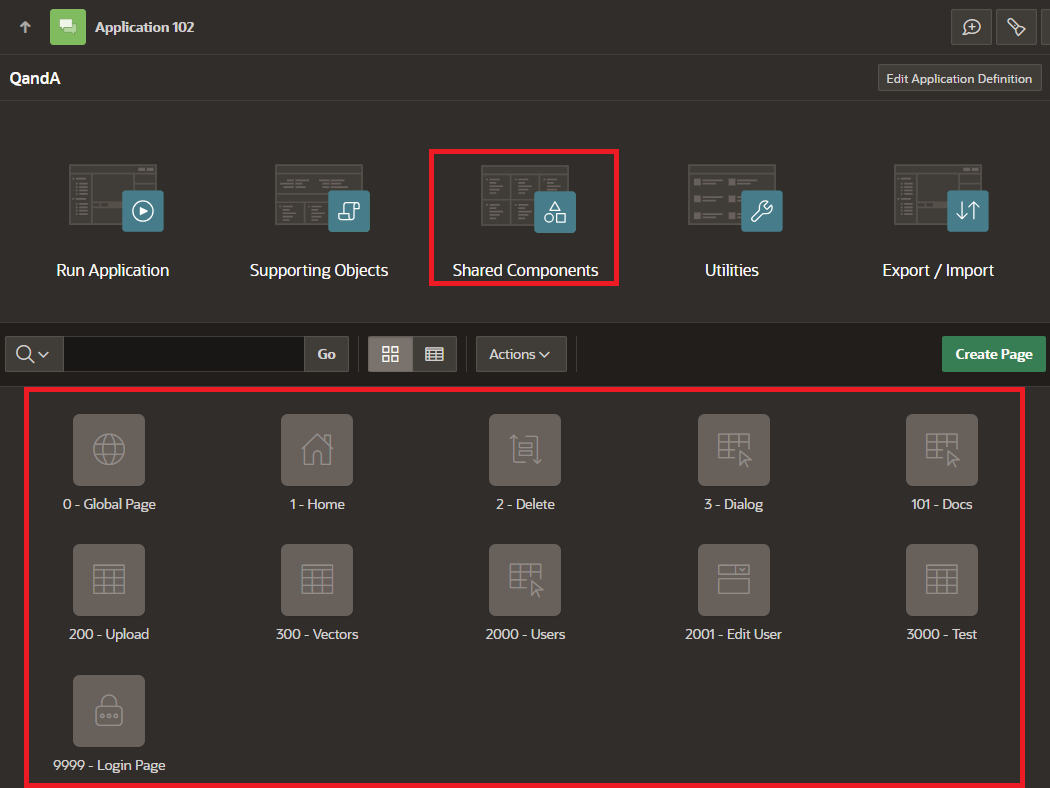 Application 102
QandA
Edit Application Definition
Run Application
Supporting Objects
Shared Components
Utilities
Export / Import
Go
Actions
Create Page
0 - Global Page
1 - Home
2 - Delete
3 - Dialog
101 - Docs
200 - Upload
300 - Vectors
2000 - Users
2001 - Edit User
3000 - Test
9999 - Login Page